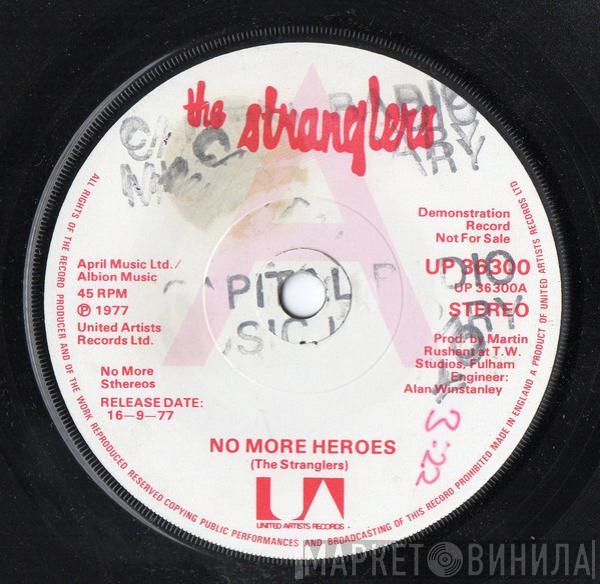 the stranglers
Demonstration
Record
Not For Sale
UP 36300
UP 36300A
STEREO
Prod. by Martin
Rushent at T.W.
Studios, Fulham
Engineer:
Alan Winstanley
April Music Ltd./
Albion Music
45 RPM
Ⓟ 1977
United Artists
Records Ltd.
No More
Sthereos
RELEASE DATE:
16—9—77
CAPITAL
3:22
NO MORE HEROES
(The Stranglers)
UA
UNITED ARTISTS RECORDS
ALL RIGHTS OF THE RECORD PRODUCER AND OF THE WORK REPRODUCED RESERVED COPYING PUBLIC PERFORMANCES AND BROADCASTING OF THIS RECORD PROHIBITED MADE IN ENGLAND A PRODUCT OF UNITED ARTISTS RECORDS LTD
МАРКЕТ ВИНИЛА